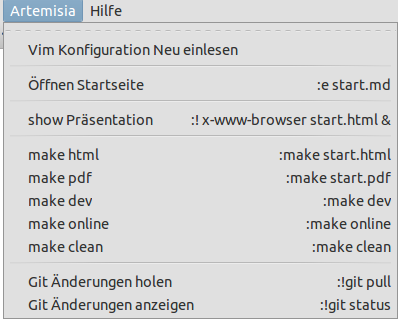 Artemisia Hilfe
Vim Konfiguration Neu einlesen
Öffnen Startseite :e start.md
show Präsentation :! x-www-browser start.html &
make html :make start.html
make pdf :make start.pdf
make dev :make dev
make online :make online
make clean :make clean
Git Änderungen holen :!git pull
Git Änderungen anzeigen :!git status